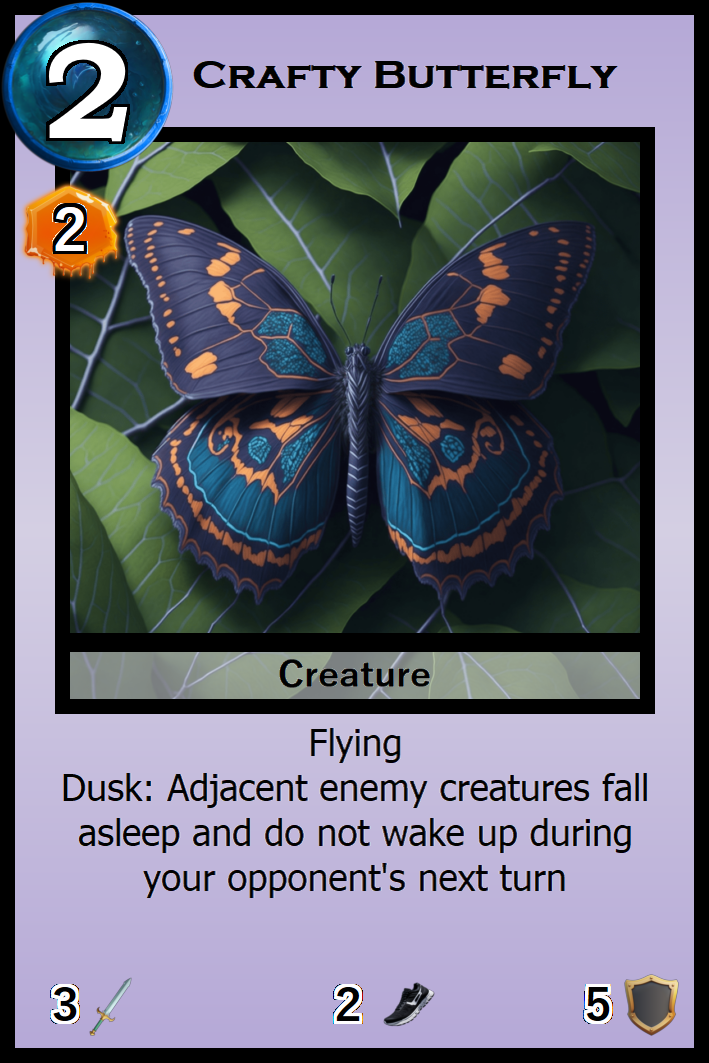 2
Crafty Butterfly
2
Creature
Flying
Dusk: Adjacent enemy creatures fall
asleep and do not wake up during
your opponent's next turn
3
2
5